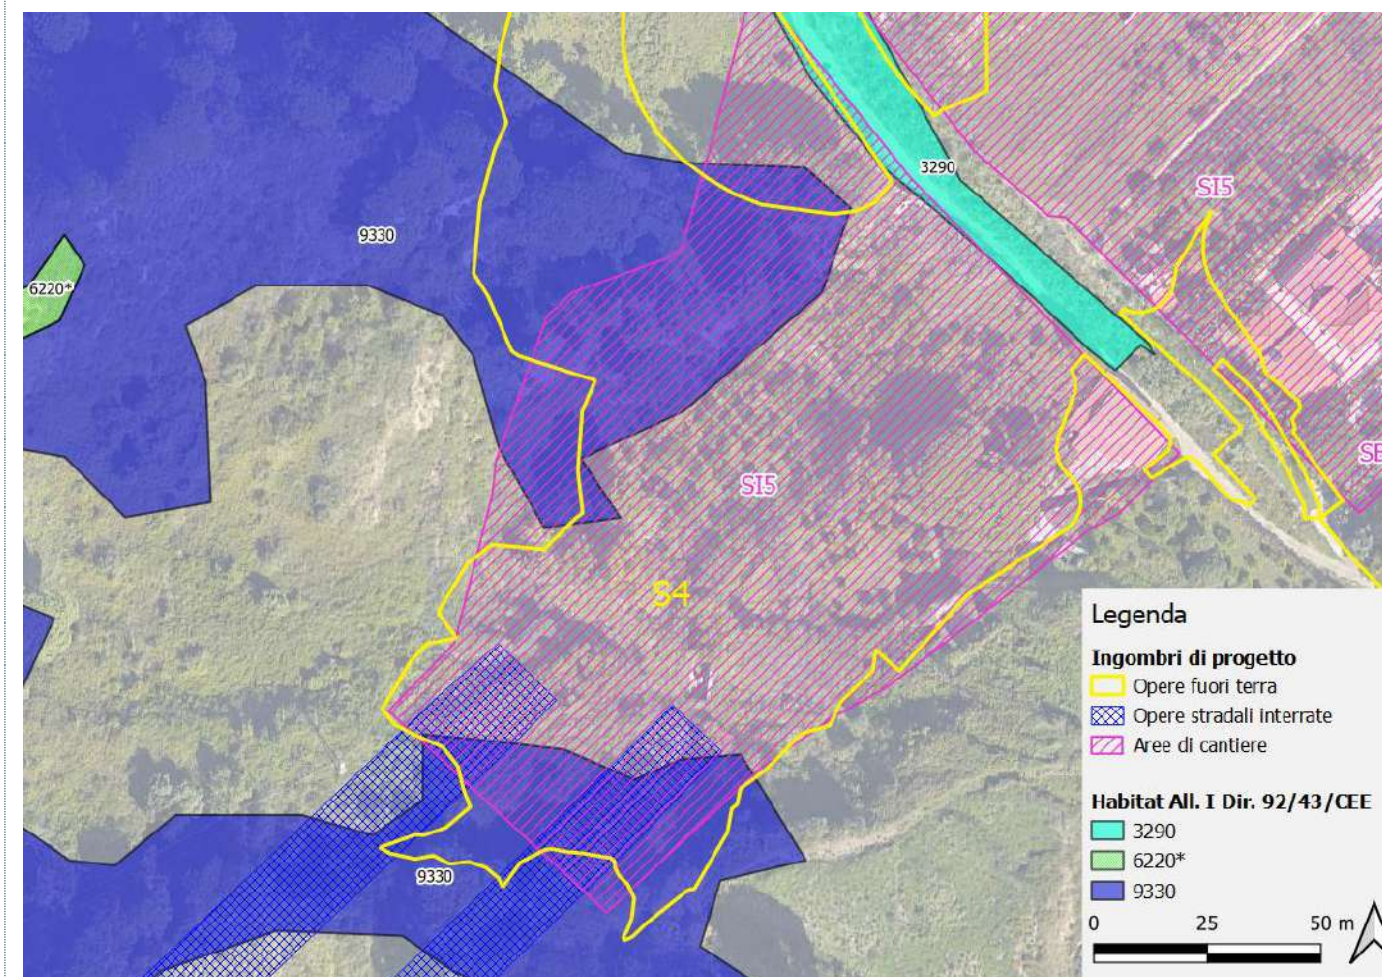 3290
SI5
9330
6220*
SI5
S4
9330
Legenda
Ingombri di progetto
Opere fuori terra
Opere stradali interrate
Aree di cantiere
Habitat All. I Dir. 92/43/CEE
3290
6220*
9330
0 25 50 m